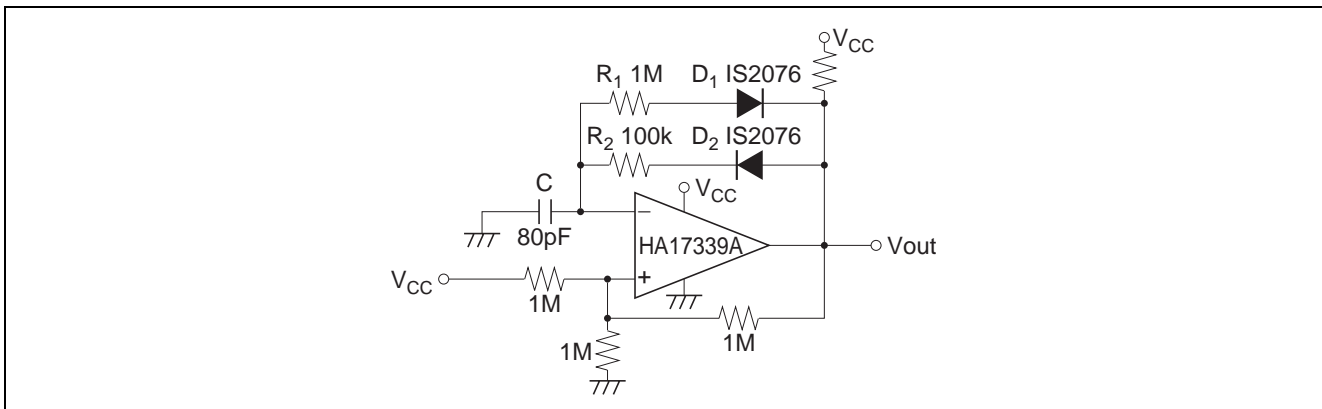 VCC
R1 1M D1 IS2076
R2 100k D2 IS2076
C
VCC
−
80pF
HA17339A
Vout
+
VCC
1M
1M
1M